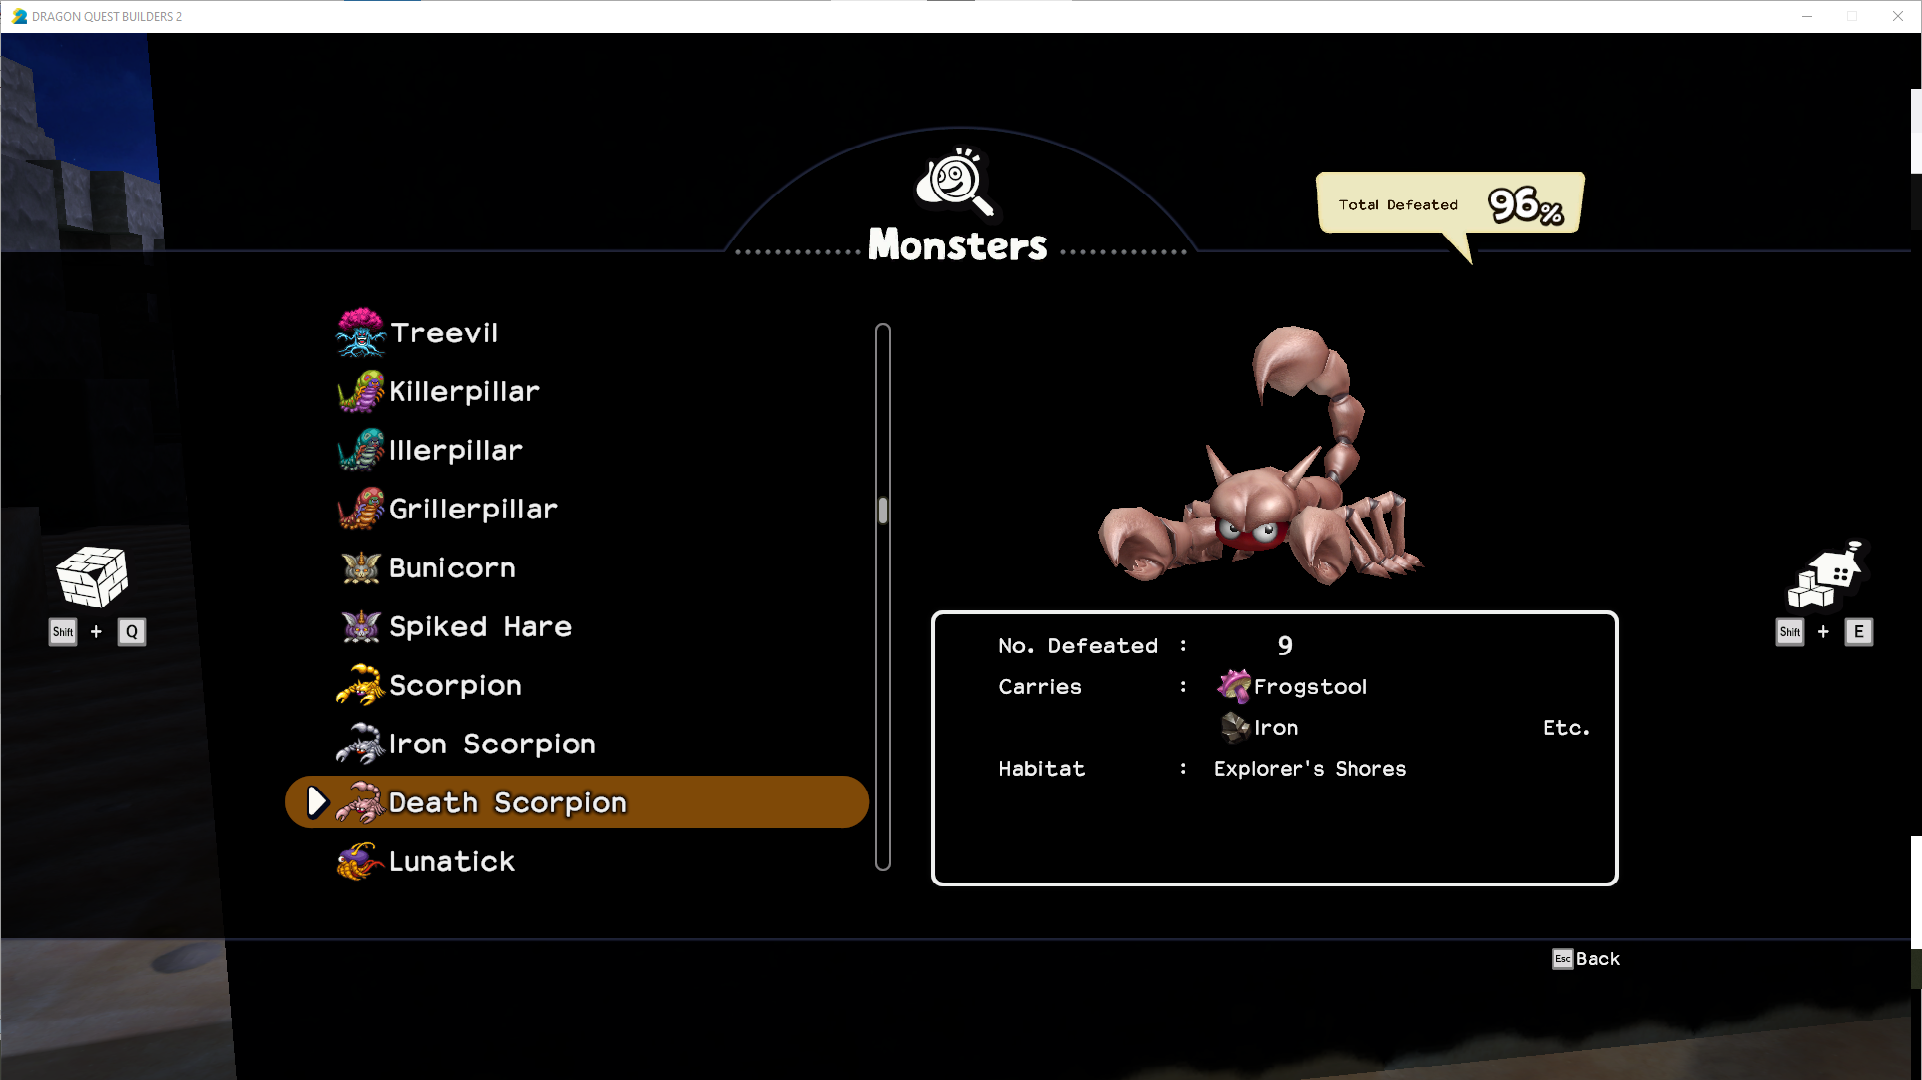 DRAGON QUEST BUILDERS 2
Total Defeated 96%
Monsters
Treevil
Killerpillar
Illerpillar
Grillerpillar
Bunicorn
Spiked Hare
Scorpion
Iron Scorpion
Death Scorpion
Lunatick
No. Defeated : 9
Carries : Frogstool
Iron Etc.
Habitat : Explorer's Shores
Shift + Q
Shift + E
Esc Back